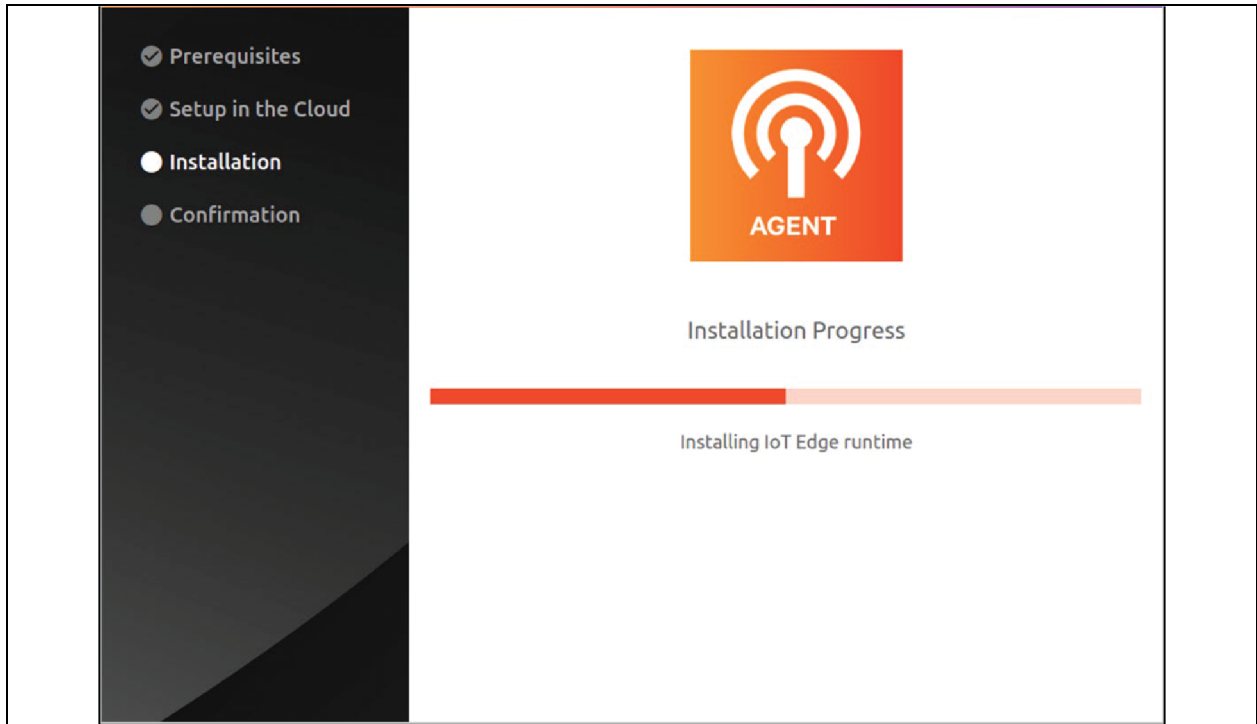 Prerequisites
Setup in the Cloud
Installation
Confirmation
AGENT
Installation Progress
Installing IoT Edge runtime